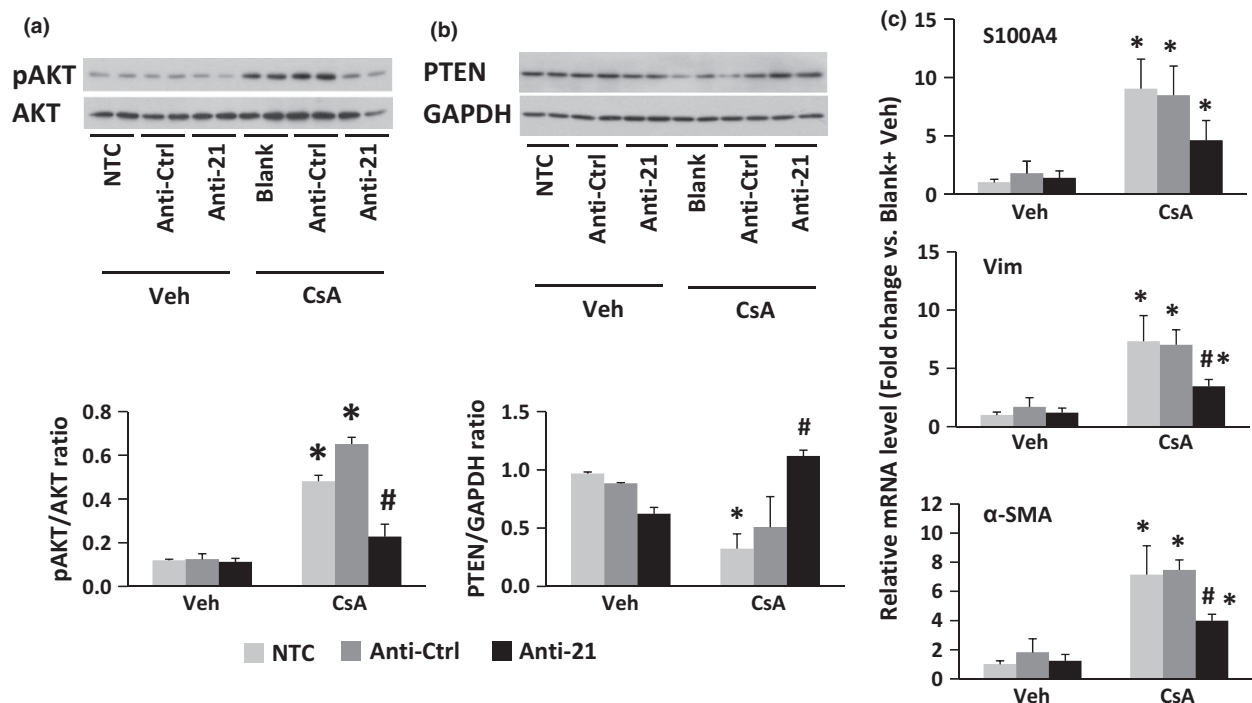 (a)
pAKT
AKT
NTC
Anti-Ctrl
Anti-21
Blank
Anti-Ctrl
Anti-21
Veh
CsA
pAKT/AKT ratio
0.8
0.6
0.4
0.2
0.0
*
*
#
Veh
CsA
(b)
PTEN
GAPDH
NTC
Anti-Ctrl
Anti-21
Blank
Anti-Ctrl
Anti-21
Veh
CsA
PTEN/GAPDH ratio
1.5
1.0
0.5
0.0
*
#
Veh
CsA
NTC
Anti-Ctrl
Anti-21
(c)
Relative mRNA level (Fold change vs. Blank+ Veh)
S100A4
15
10
5
0
*
*
*
Veh
CsA
Vim
15
10
5
0
*
*
#*
Veh
CsA
α-SMA
12
10
8
6
4
2
0
*
*
# *
Veh
CsA